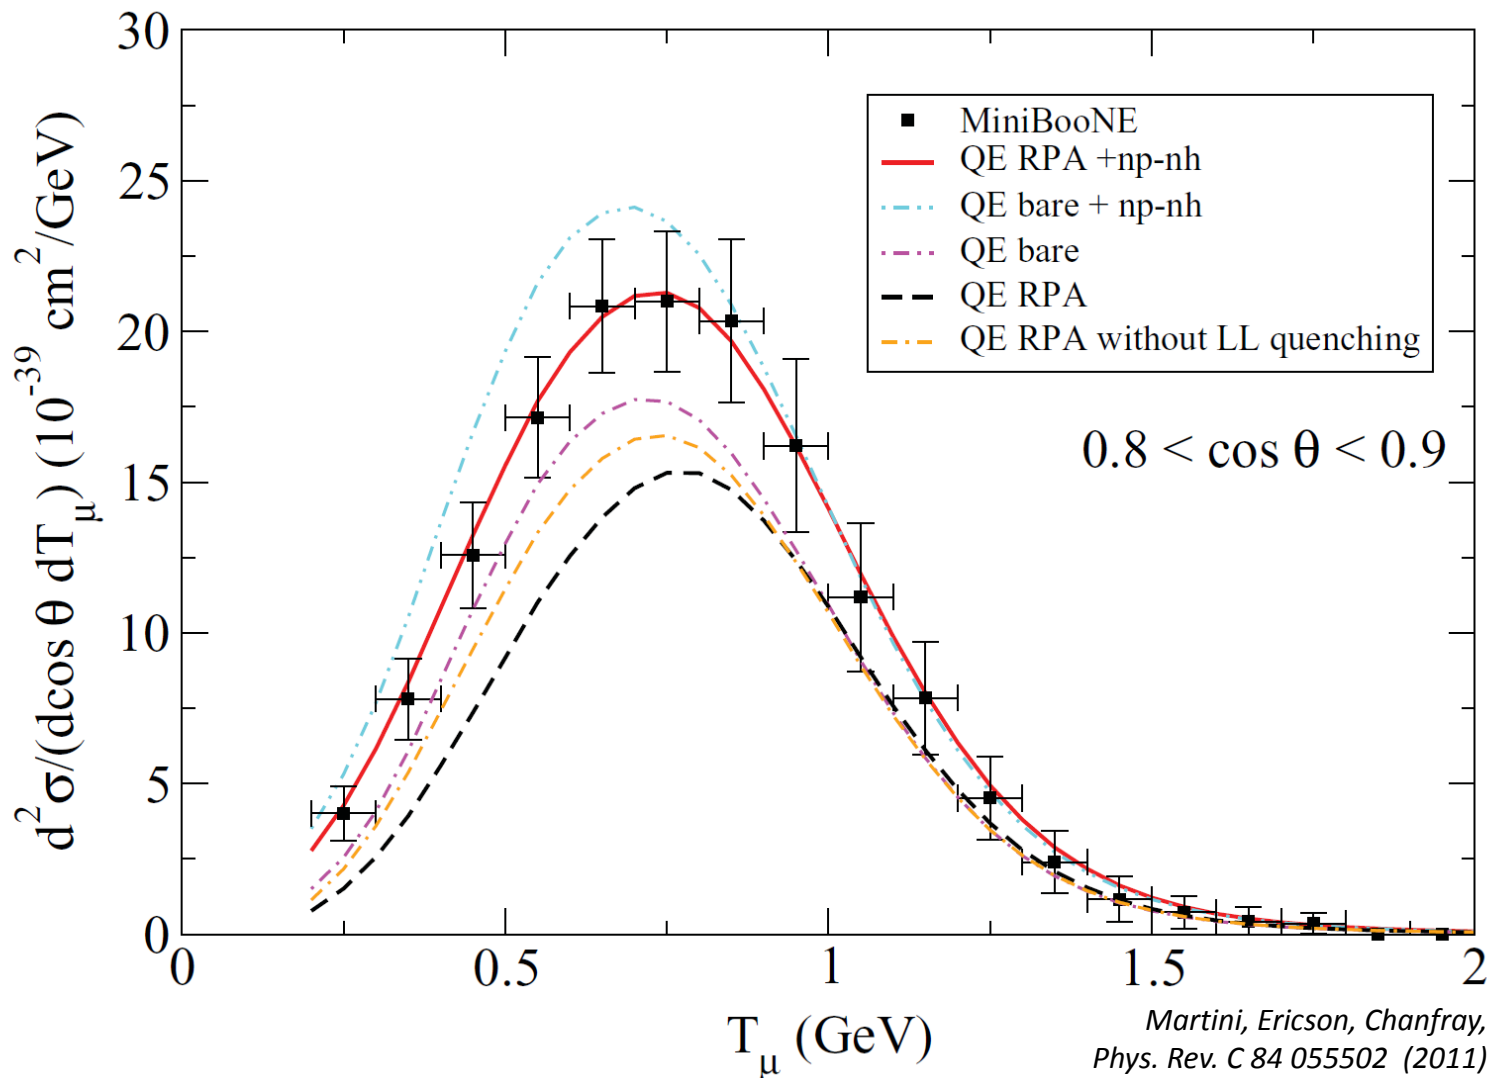 30
25
20
15
10
5
0
d²σ/(dcos θ dT_μ) (10⁻³⁹ cm²/GeV)
MiniBooNE
QE RPA +np-nh
QE bare + np-nh
QE bare
QE RPA
QE RPA without LL quenching
0.8 < cos θ < 0.9
0 0.5 1 1.5 2
T_μ (GeV)
Martini, Ericson, Chanfray,
Phys. Rev. C 84 055502 (2011)